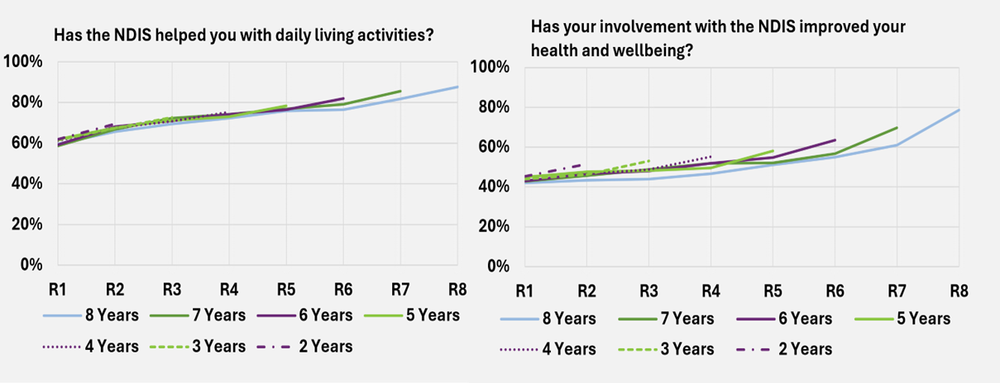 Has the NDIS helped you with daily living activities?
100%
80%
60%
40%
20%
0%
R1 R2 R3 R4 R5 R6 R7 R8
8 Years 7 Years 6 Years 5 Years
4 Years 3 Years 2 Years
Has your involvement with the NDIS improved your
health and wellbeing?
100%
80%
60%
40%
20%
0%
R1 R2 R3 R4 R5 R6 R7 R8
8 Years 7 Years 6 Years 5 Years
4 Years 3 Years 2 Years